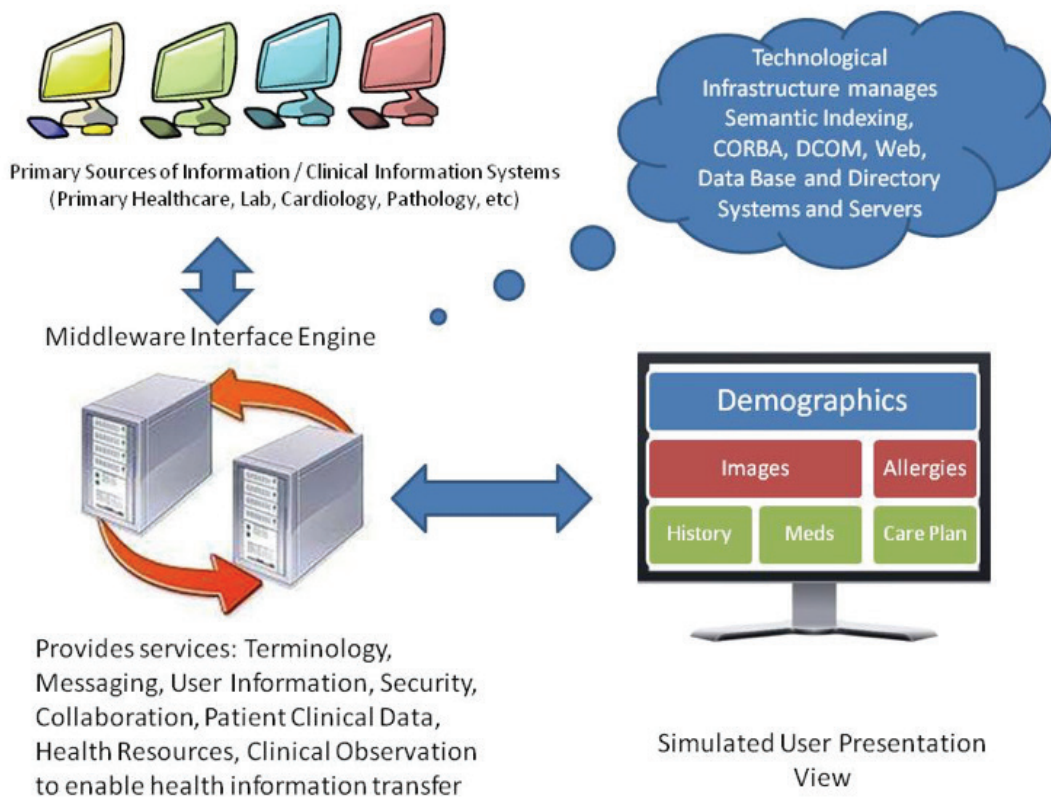 Primary Sources of Information / Clinical Information Systems
(Primary Healthcare, Lab, Cardiology, Pathology, etc)
Technological
Infrastructure manages
Semantic Indexing,
CORBA, DCOM, Web,
Data Base and Directory
Systems and Servers
Middleware Interface Engine
Demographics
Images
Allergies
History
Meds
Care Plan
Provides services: Terminology,
Messaging, User Information, Security,
Collaboration, Patient Clinical Data,
Health Resources, Clinical Observation
to enable health information transfer
Simulated User Presentation
View